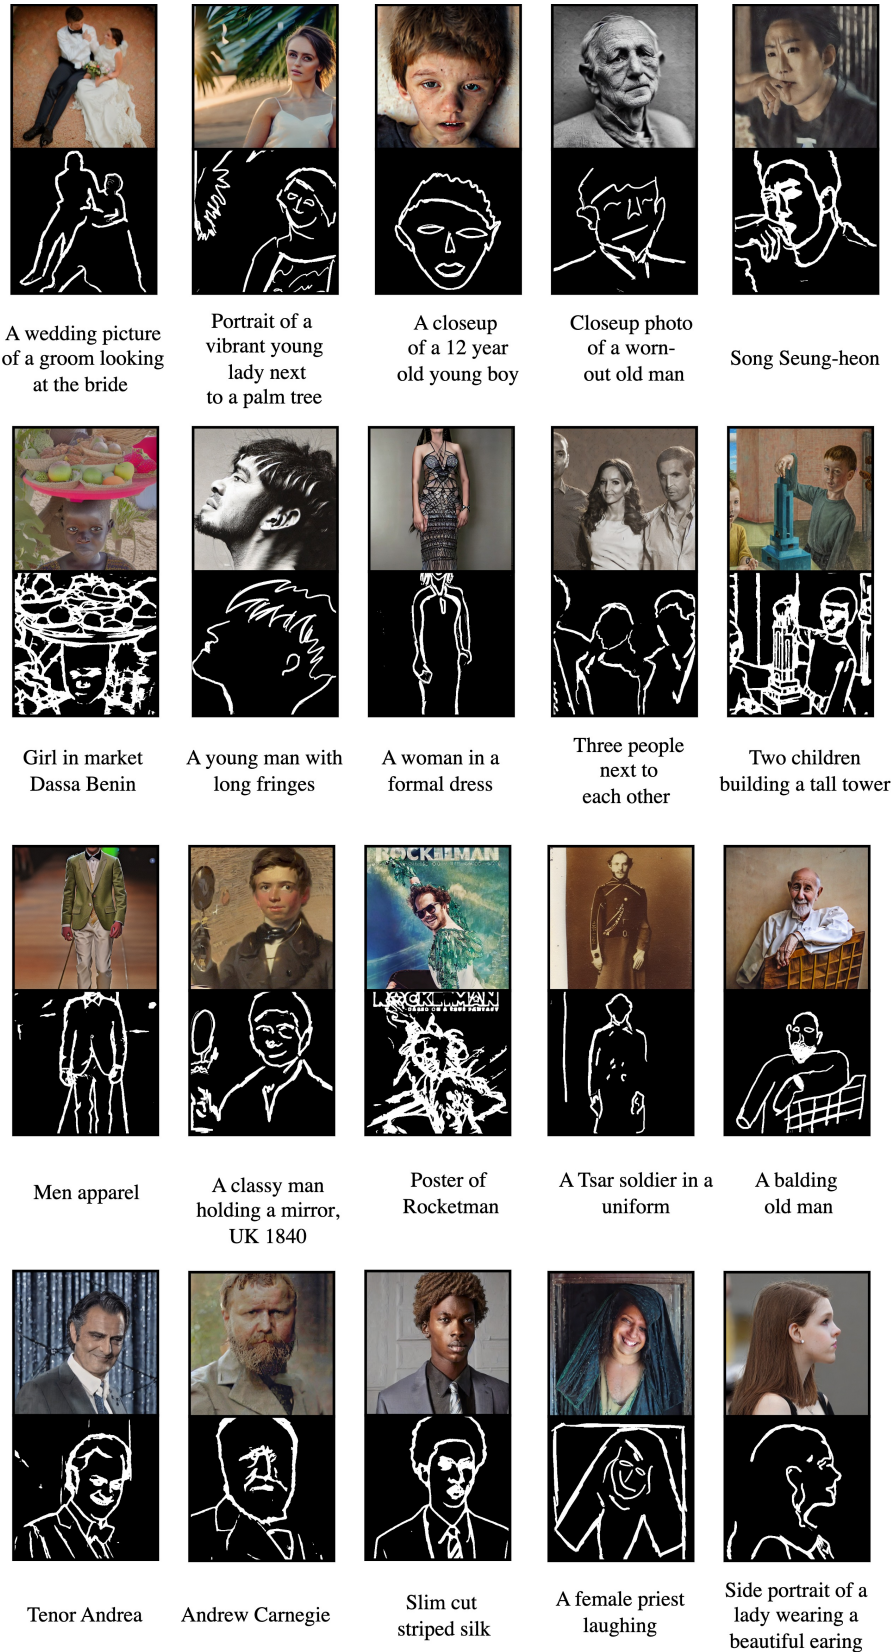 A wedding picture
of a groom looking
at the bride
Portrait of a
vibrant young
lady next
to a palm tree
A closeup
of a 12 year
old young boy
Closeup photo
of a worn-
out old man
Song Seung-heon
Girl in market
Dassa Benin
A young man with
long fringes
A woman in a
formal dress
Three people
next to
each other
Two children
building a tall tower
ROCKETMAN
ROCKETMAN
BASED ON A TRUE FANTASY
Men apparel
A classy man
holding a mirror,
UK 1840
Poster of
Rocketman
A Tsar soldier in a
uniform
A balding
old man
Tenor Andrea
Andrew Carnegie
Slim cut
striped silk
A female priest
laughing
Side portrait of a
lady wearing a
beautiful earing